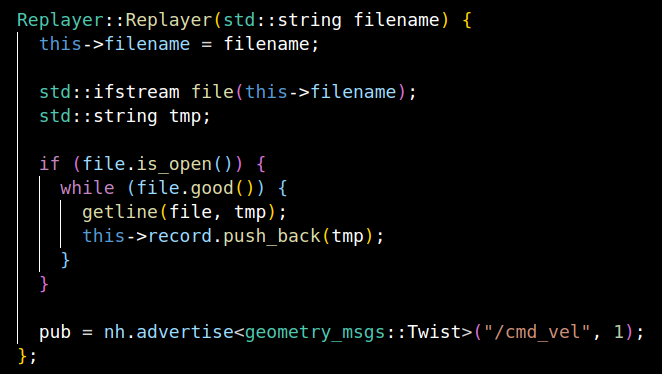 Replayer::Replayer(std::string filename) {
  this->filename = filename;

  std::ifstream file(this->filename);
  std::string tmp;

  if (file.is_open()) {
    while (file.good()) {
      getline(file, tmp);
      this->record.push_back(tmp);
    }
  }

  pub = nh.advertise<geometry_msgs::Twist>("/cmd_vel", 1);
};